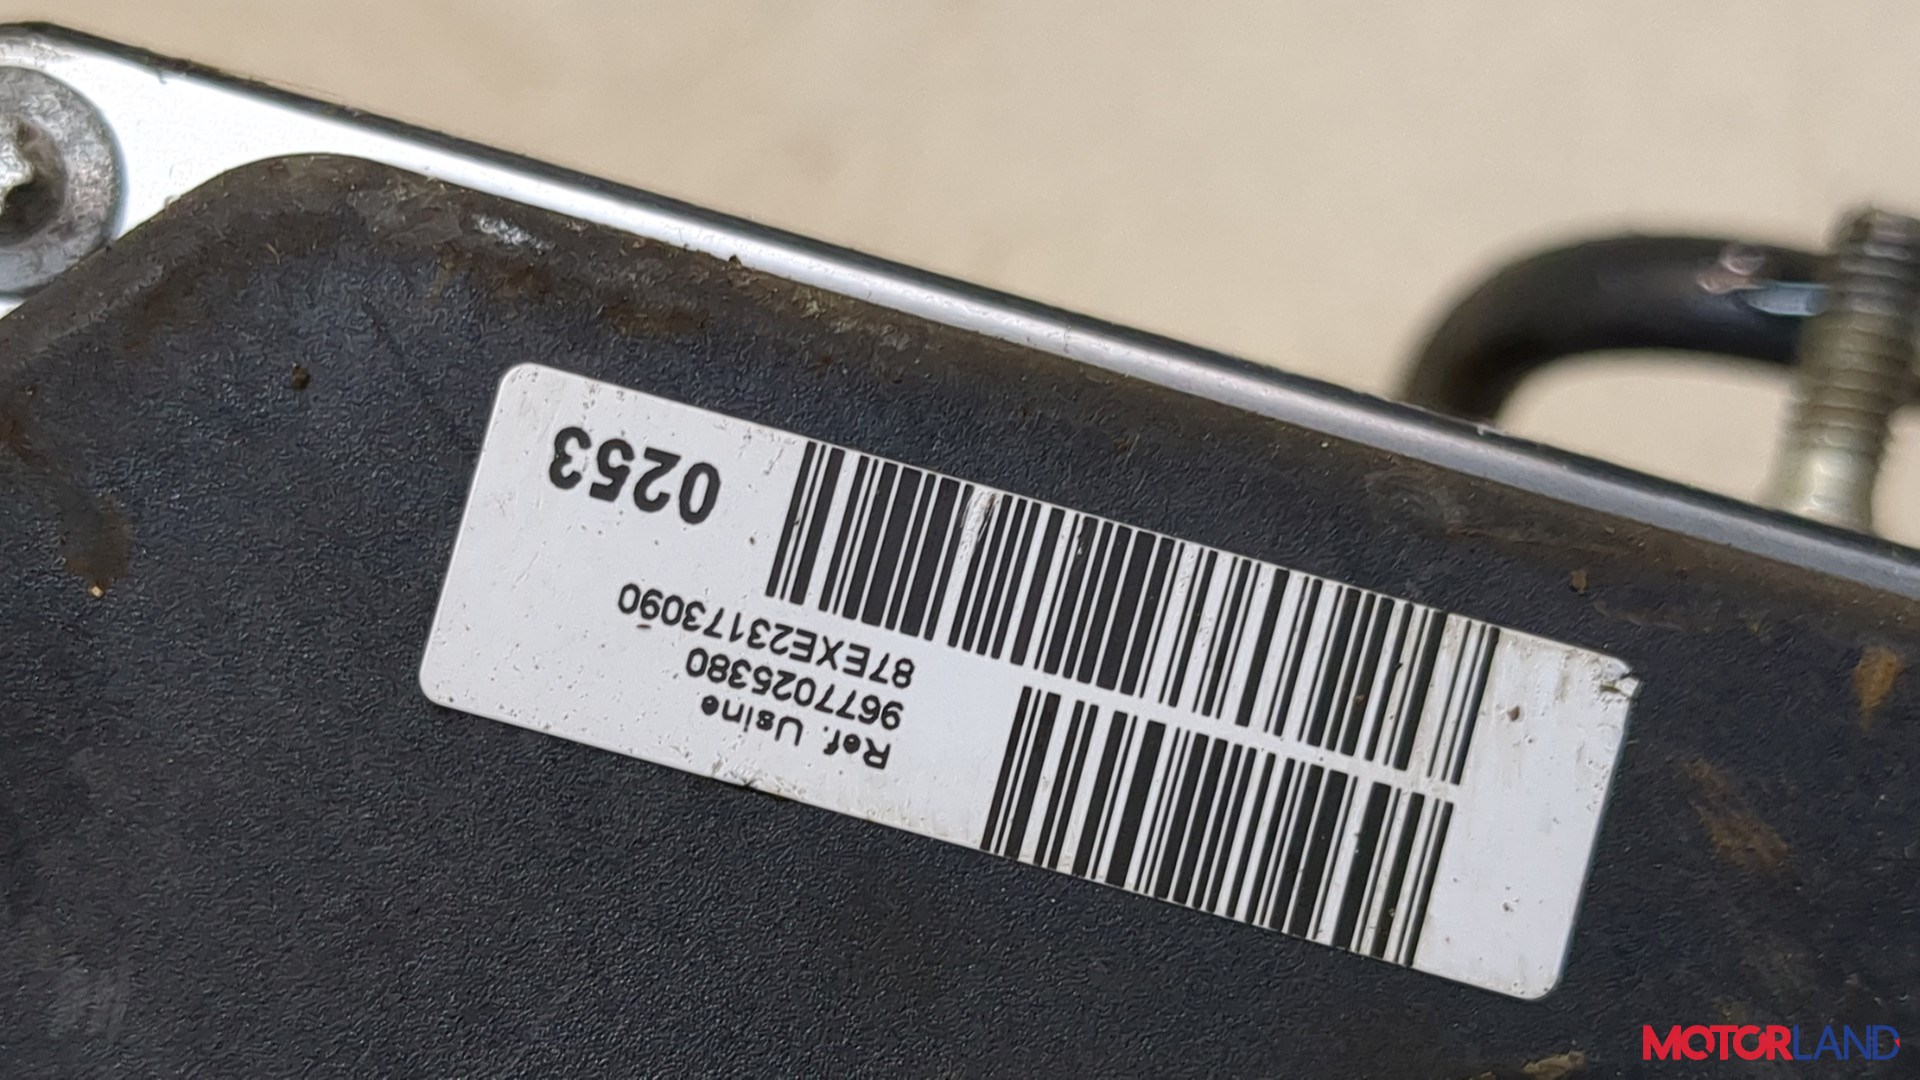 Ref. Usine
9677025380
87EXE23173090
0253
MOTORLAND